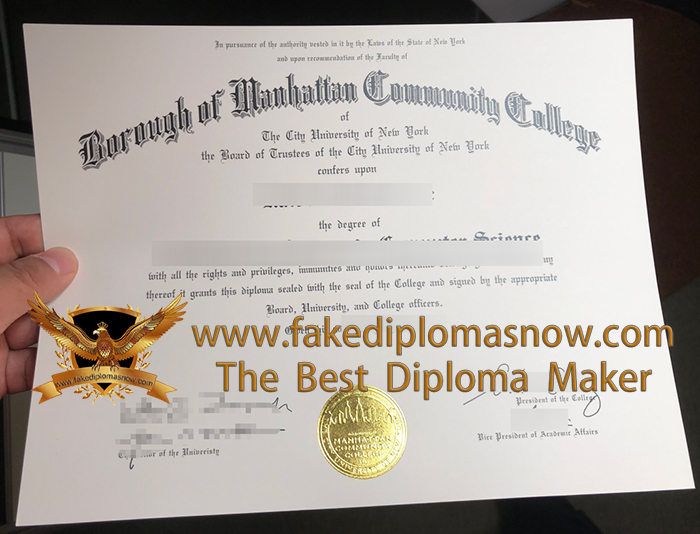 In pursuance of the authority vested in it by the Laws of the State of New York
and upon recommendation of the Faculty of
Borough of Manhattan Community College
of
The City University of New York
the Board of Trustees of the City University of New York
confers upon
the degree of
Computer Science
with all the rights and privileges, immunities and honors
thereof it grants this diploma sealed with the seal of the College and signed by the appropriate
Board, University, and College officers.
www.fakediplomasnow.com
www.fakediplomasnow.com
The Best Diploma Maker
President of the College
Vice President of Academic Affairs
of the Univeristy
MANHATTAN
COMMUNITY
COLLEGE